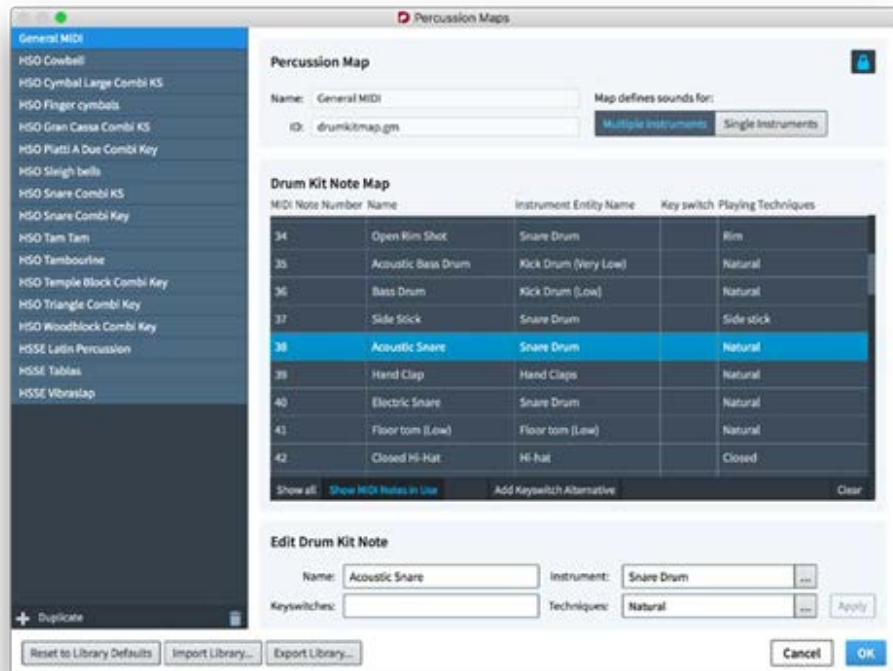 Percussion Maps
General MIDI
HSO Cowbell
HSO Cymbal Large Combi KS
HSO Finger cymbals
HSO Gran Cassa Combi KS
HSO Piatti A Due Combi Key
HSO Sleigh bells
HSO Snare Combi KS
HSO Snare Combi Key
HSO Tam Tam
HSO Tambourine
HSO Temple Block Combi Key
HSO Triangle Combi Key
HSO Woodblock Combi Key
HSSE Latin Percussion
HSSE Tablas
HSSE Vibraslap
Duplicate
Percussion Map
Name: General MIDI
Map defines sounds for:
ID: drumkitmap.gm
Multiple Instruments Single Instruments
Drum Kit Note Map
MIDI Note Number Name Instrument Entity Name Key switch Playing Techniques
34 Open Rim Shot Snare Drum Rim
35 Acoustic Bass Drum Kick Drum (Very Low) Natural
36 Bass Drum Kick Drum (Low) Natural
37 Side Stick Snare Drum Side stick
38 Acoustic Snare Snare Drum Natural
39 Hand Clap Hand Claps Natural
40 Electric Snare Snare Drum Natural
41 Floor tom (Low) Floor tom (Low) Natural
42 Closed Hi-Hat Hi-hat Closed
Show all Show MIDI Notes in Use Add Keyswitch Alternative Clear
Edit Drum Kit Note
Name: Acoustic Snare Instrument: Snare Drum ...
Keyswitches: Techniques: Natural ... Apply
Reset to Library Defaults Import Library... Export Library... Cancel OK